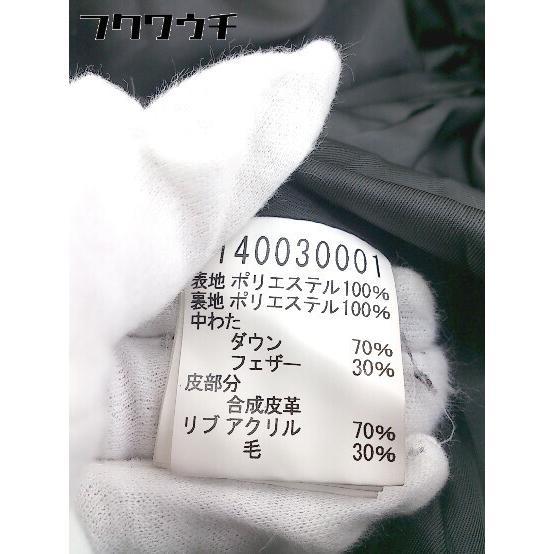 フクワウチ
140030001
表地 ポリエステル100%
裏地 ポリエステル100%
中わた
ダウン 70%
フェザー 30%
皮部分
合成皮革
リブ アクリル 70%
毛 30%